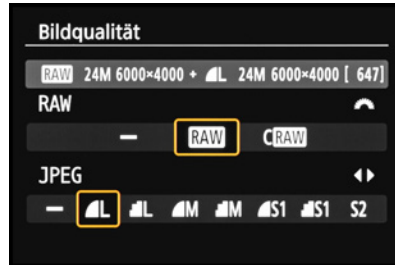 Bildqualität
RAW 24M 6000×4000 + L 24M 6000×4000 [ 647]
RAW
– RAW CRAW
JPEG
– L L M M S1 S1 S2